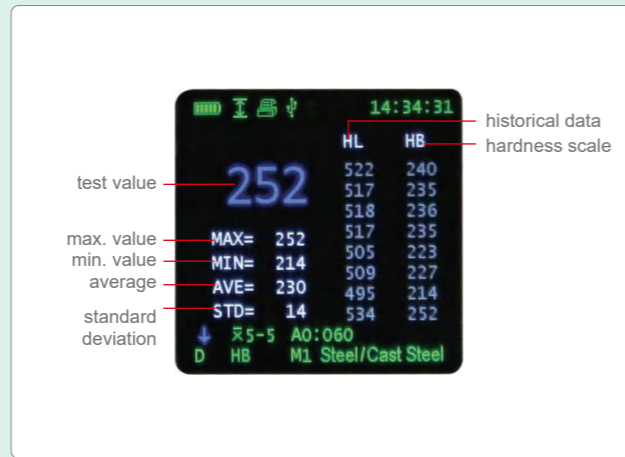 14:34:31
historical data
HL HB
hardness scale
522 240
test value
252
517 235
518 236
517 235
max. value
MAX= 252
505 223
min. value
MIN= 214
509 227
average
AVE= 230
495 214
standard
deviation
STD= 14
534 252
x̅5-5 A0:060
D HB M1 Steel/Cast Steel